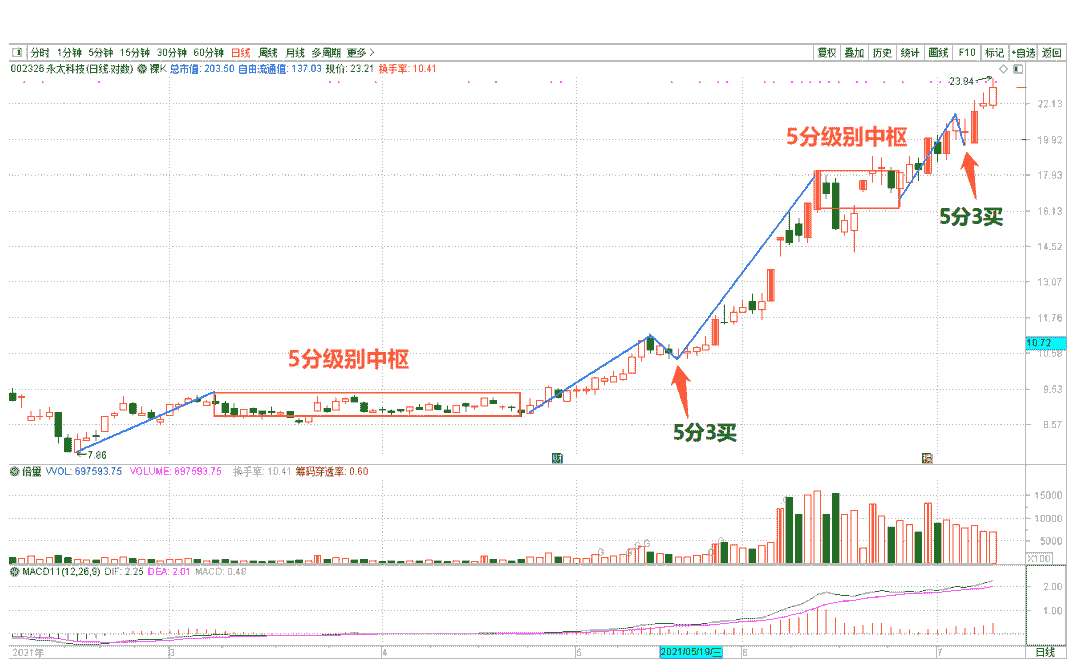 分时 1分钟 5分钟 15分钟 30分钟 60分钟 日线 周线 月线 多周期 更多> 复权 叠加 历史 统计 画线 F10 标记 +自选 返回
002326 永太科技(日线.对数) 裸K 总市值: 203.50 自由流通值: 137.03 现价: 23.21 换手率: 10.41
23.84
22.13
5分级别中枢
19.92
17.93
16.13
5分3买
14.52
13.07
11.76
10.72
10.58
5分级别中枢
9.53
8.57
5分3买
7.86
财
倍量 VVOL: 697593.75 VOLUME: 697593.75 换手率: 10.41 筹码穿透率: 0.60
15000
10000
5000
X100
MACD11(12,26,9) DIF: 2.25 DEA: 2.01 MACD: 0.48
2.00
1.00
0.00
2021年 3 4 5 2021/05/19/三 6 7 日线